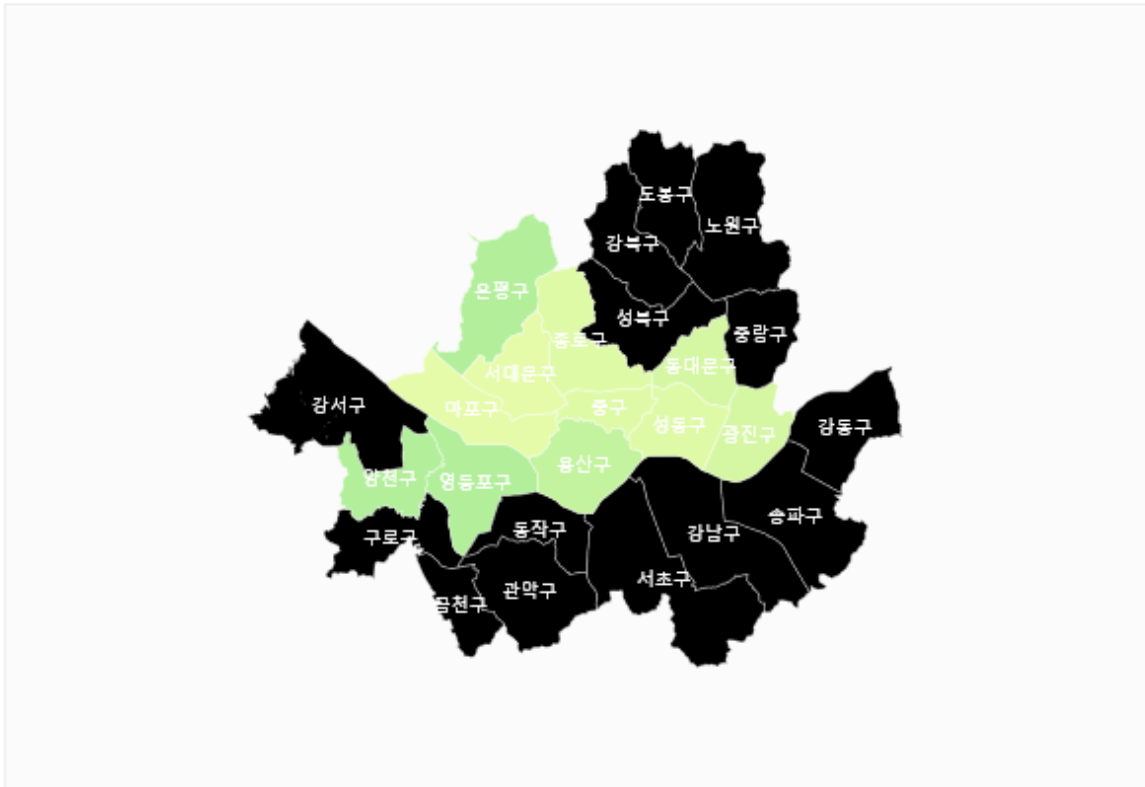 도봉구
노원구
강북구
은평구
성북구
중랑구
종로구
동대문구
서대문구
강서구
마포구
중구
성동구
광진구
강동구
용산구
양천구
영등포구
송파구
동작구
강남구
구로구
서초구
관악구
금천구